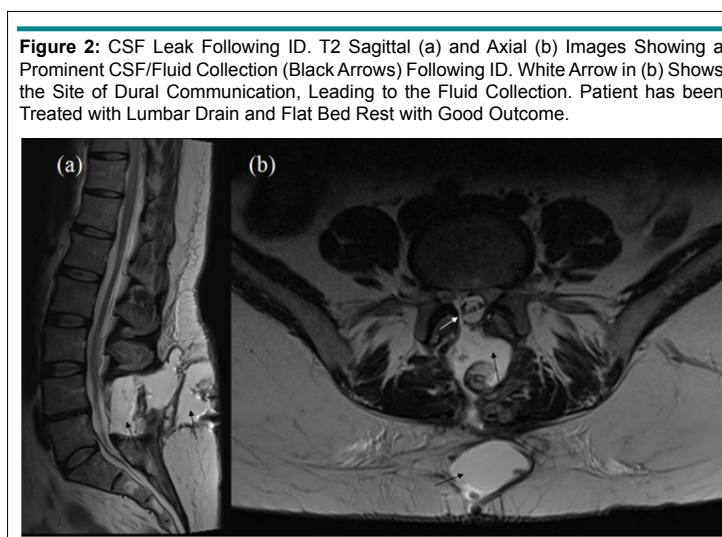 Figure 2: CSF Leak Following ID. T2 Sagittal (a) and Axial (b) Images Showing a
Prominent CSF/Fluid Collection (Black Arrows) Following ID. White Arrow in (b) Shows
the Site of Dural Communication, Leading to the Fluid Collection. Patient has been
Treated with Lumbar Drain and Flat Bed Rest with Good Outcome.
(a)
(b)